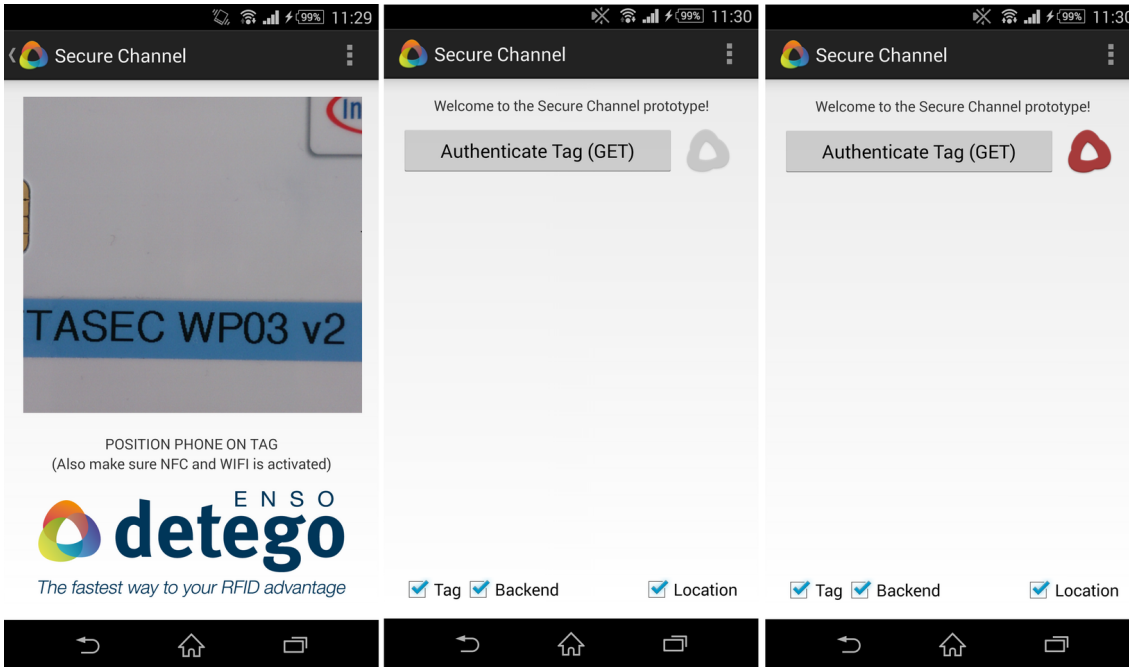 99% 11:29
Secure Channel
In
TASEC WP03 v2
POSITION PHONE ON TAG
(Also make sure NFC and WIFI is activated)
ENSO
detego
The fastest way to your RFID advantage
99% 11:30
Secure Channel
Welcome to the Secure Channel prototype!
Authenticate Tag (GET)
Tag Backend Location
99% 11:30
Secure Channel
Welcome to the Secure Channel prototype!
Authenticate Tag (GET)
Tag Backend Location